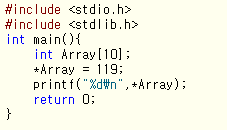 #include <stdio.h>
#include <stdlib.h>
int main(){
    int Array[10];
    *Array = 119;
    printf("%d₩n",*Array);
    return 0;
}